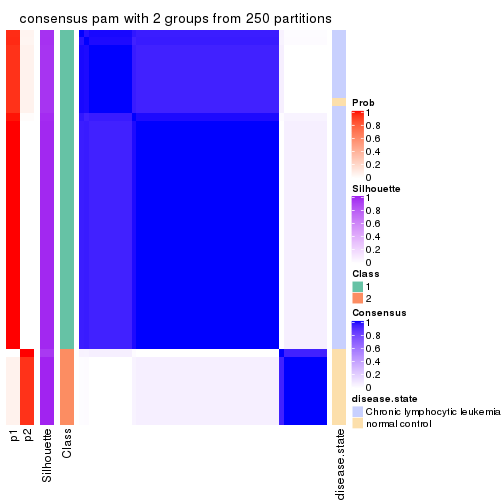 consensus pam with 2 groups from 250 partitions
Prob
1
0.8
0.6
0.4
0.2
0
Silhouette
1
0.8
0.6
0.4
0.2
0
Class
1
2
Consensus
1
0.8
0.6
0.4
0.2
0
disease.state
Chronic lymphocytic leukemia
normal control
p1
p2
Silhouette
Class
disease.state